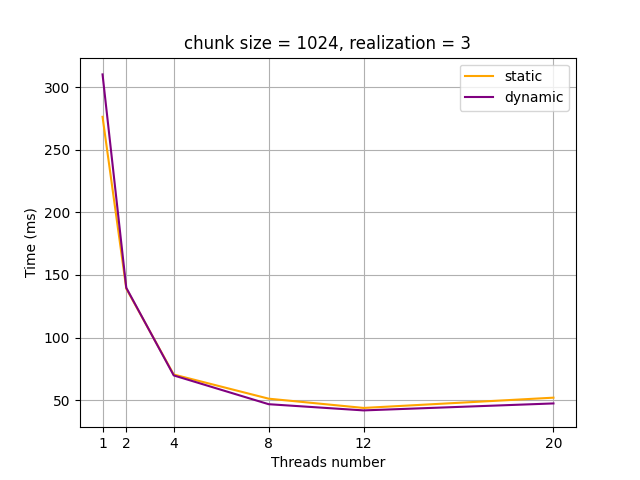 chunk size = 1024, realization = 3
static
dynamic
300
250
200
150
100
50
Time (ms)
1 2 4 8 12 20
Threads number